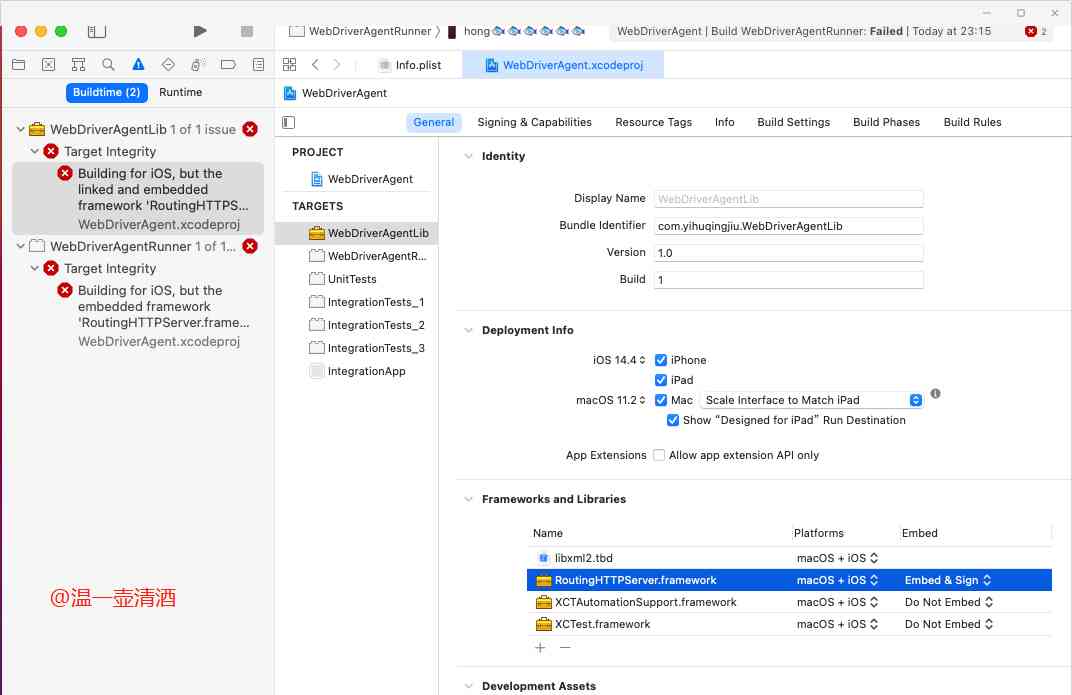 WebDriverAgentRunner 〉 hong🐟🐟🐟🐟🐟🐟 WebDriverAgent | Build WebDriverAgentRunner: Failed | Today at 23:15 2
Info.plist WebDriverAgent.xcodeproj
Buildtime (2) Runtime
WebDriverAgent
General Signing & Capabilities Resource Tags Info Build Settings Build Phases Build Rules
WebDriverAgentLib 1 of 1 issue
Target Integrity
Building for iOS, but the
linked and embedded
framework 'RoutingHTTPS...
WebDriverAgent.xcodeproj
WebDriverAgentRunner 1 of 1...
Target Integrity
Building for iOS, but the
embedded framework
'RoutingHTTPServer.frame...
WebDriverAgent.xcodeproj
@温一壶清酒
PROJECT
WebDriverAgent
TARGETS
WebDriverAgentLib
WebDriverAgentR...
UnitTests
IntegrationTests_1
IntegrationTests_2
IntegrationTests_3
IntegrationApp
Identity
Display Name WebDriverAgentLib
Bundle Identifier com.yihuqingjiu.WebDriverAgentLib
Version 1.0
Build 1
Deployment Info
iOS 14.4 iPhone
iPad
macOS 11.2 Mac Scale Interface to Match iPad
Show “Designed for iPad” Run Destination
App Extensions Allow app extension API only
Frameworks and Libraries
Name Platforms Embed
libxml2.tbd macOS + iOS
RoutingHTTPServer.framework macOS + iOS Embed & Sign
XCTAutomationSupport.framework macOS + iOS Do Not Embed
XCTest.framework macOS + iOS Do Not Embed
Development Assets